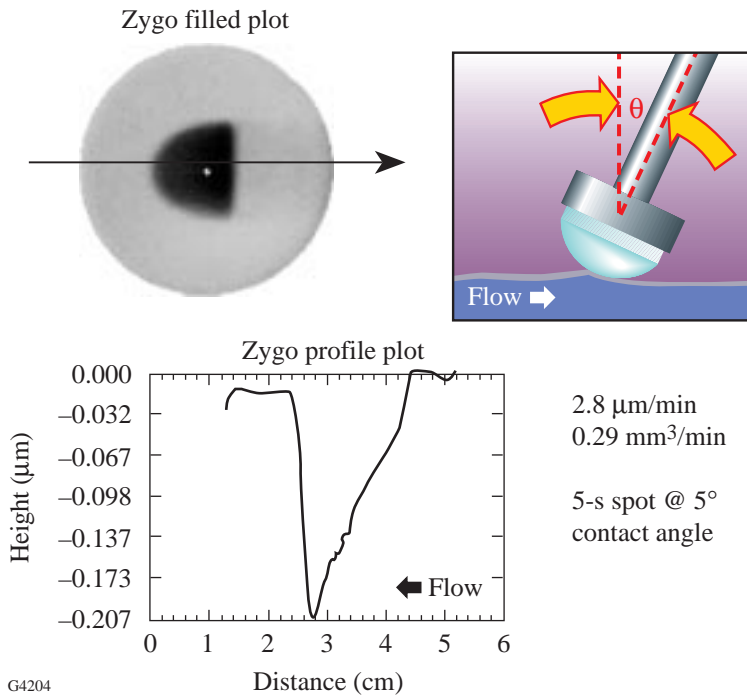 Zygo filled plot
θ
Flow
Zygo profile plot
Height (μm)
0.000
–0.032
–0.067
–0.098
–0.137
–0.173
–0.207
Flow
0 1 2 3 4 5 6
Distance (cm)
2.8 μm/min
0.29 mm³/min
5-s spot @ 5°
contact angle
G4204